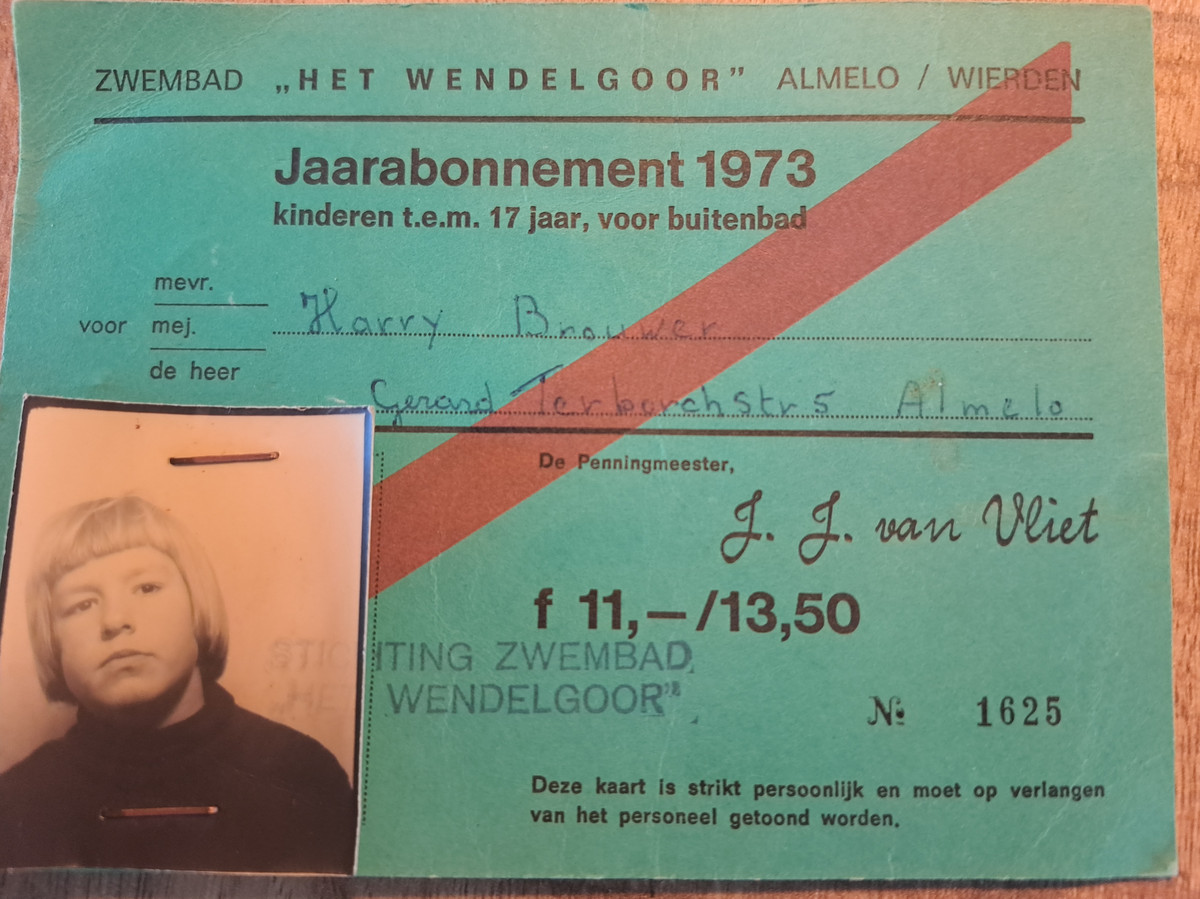 ZWEMBAD „HET WENDELGOOR” ALMELO / WIERDEN
Jaarabonnement 1973
kinderen t.e.m. 17 jaar, voor buitenbad
mevr.
voor mej.
de heer
Harry Brouwer
Gerard Terborchstr 5 Almelo
De Penningmeester,
J. J. van Vliet
f 11,—/13,50
STICHTING ZWEMBAD
„HET WENDELGOOR”
№ 1625
Deze kaart is strikt persoonlijk en moet op verlangen
van het personeel getoond worden.